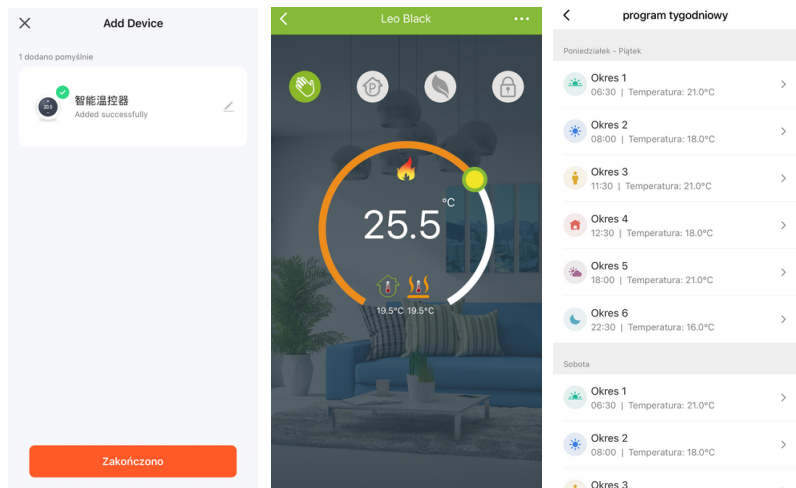 Add Device
1 dodano pomyślnie
20.5
智能温控器
Added successfully
Zakończono
Leo Black
P
25.5 °C
19.5°C 19.5°C
program tygodniowy
Poniedziałek - Piątek
Okres 1
06:30 | Temperatura: 21.0°C
Okres 2
08:00 | Temperatura: 18.0°C
Okres 3
11:30 | Temperatura: 21.0°C
Okres 4
12:30 | Temperatura: 18.0°C
Okres 5
18:00 | Temperatura: 21.0°C
Okres 6
22:30 | Temperatura: 16.0°C
Sobota
Okres 1
06:30 | Temperatura: 21.0°C
Okres 2
08:00 | Temperatura: 18.0°C
Okres 3